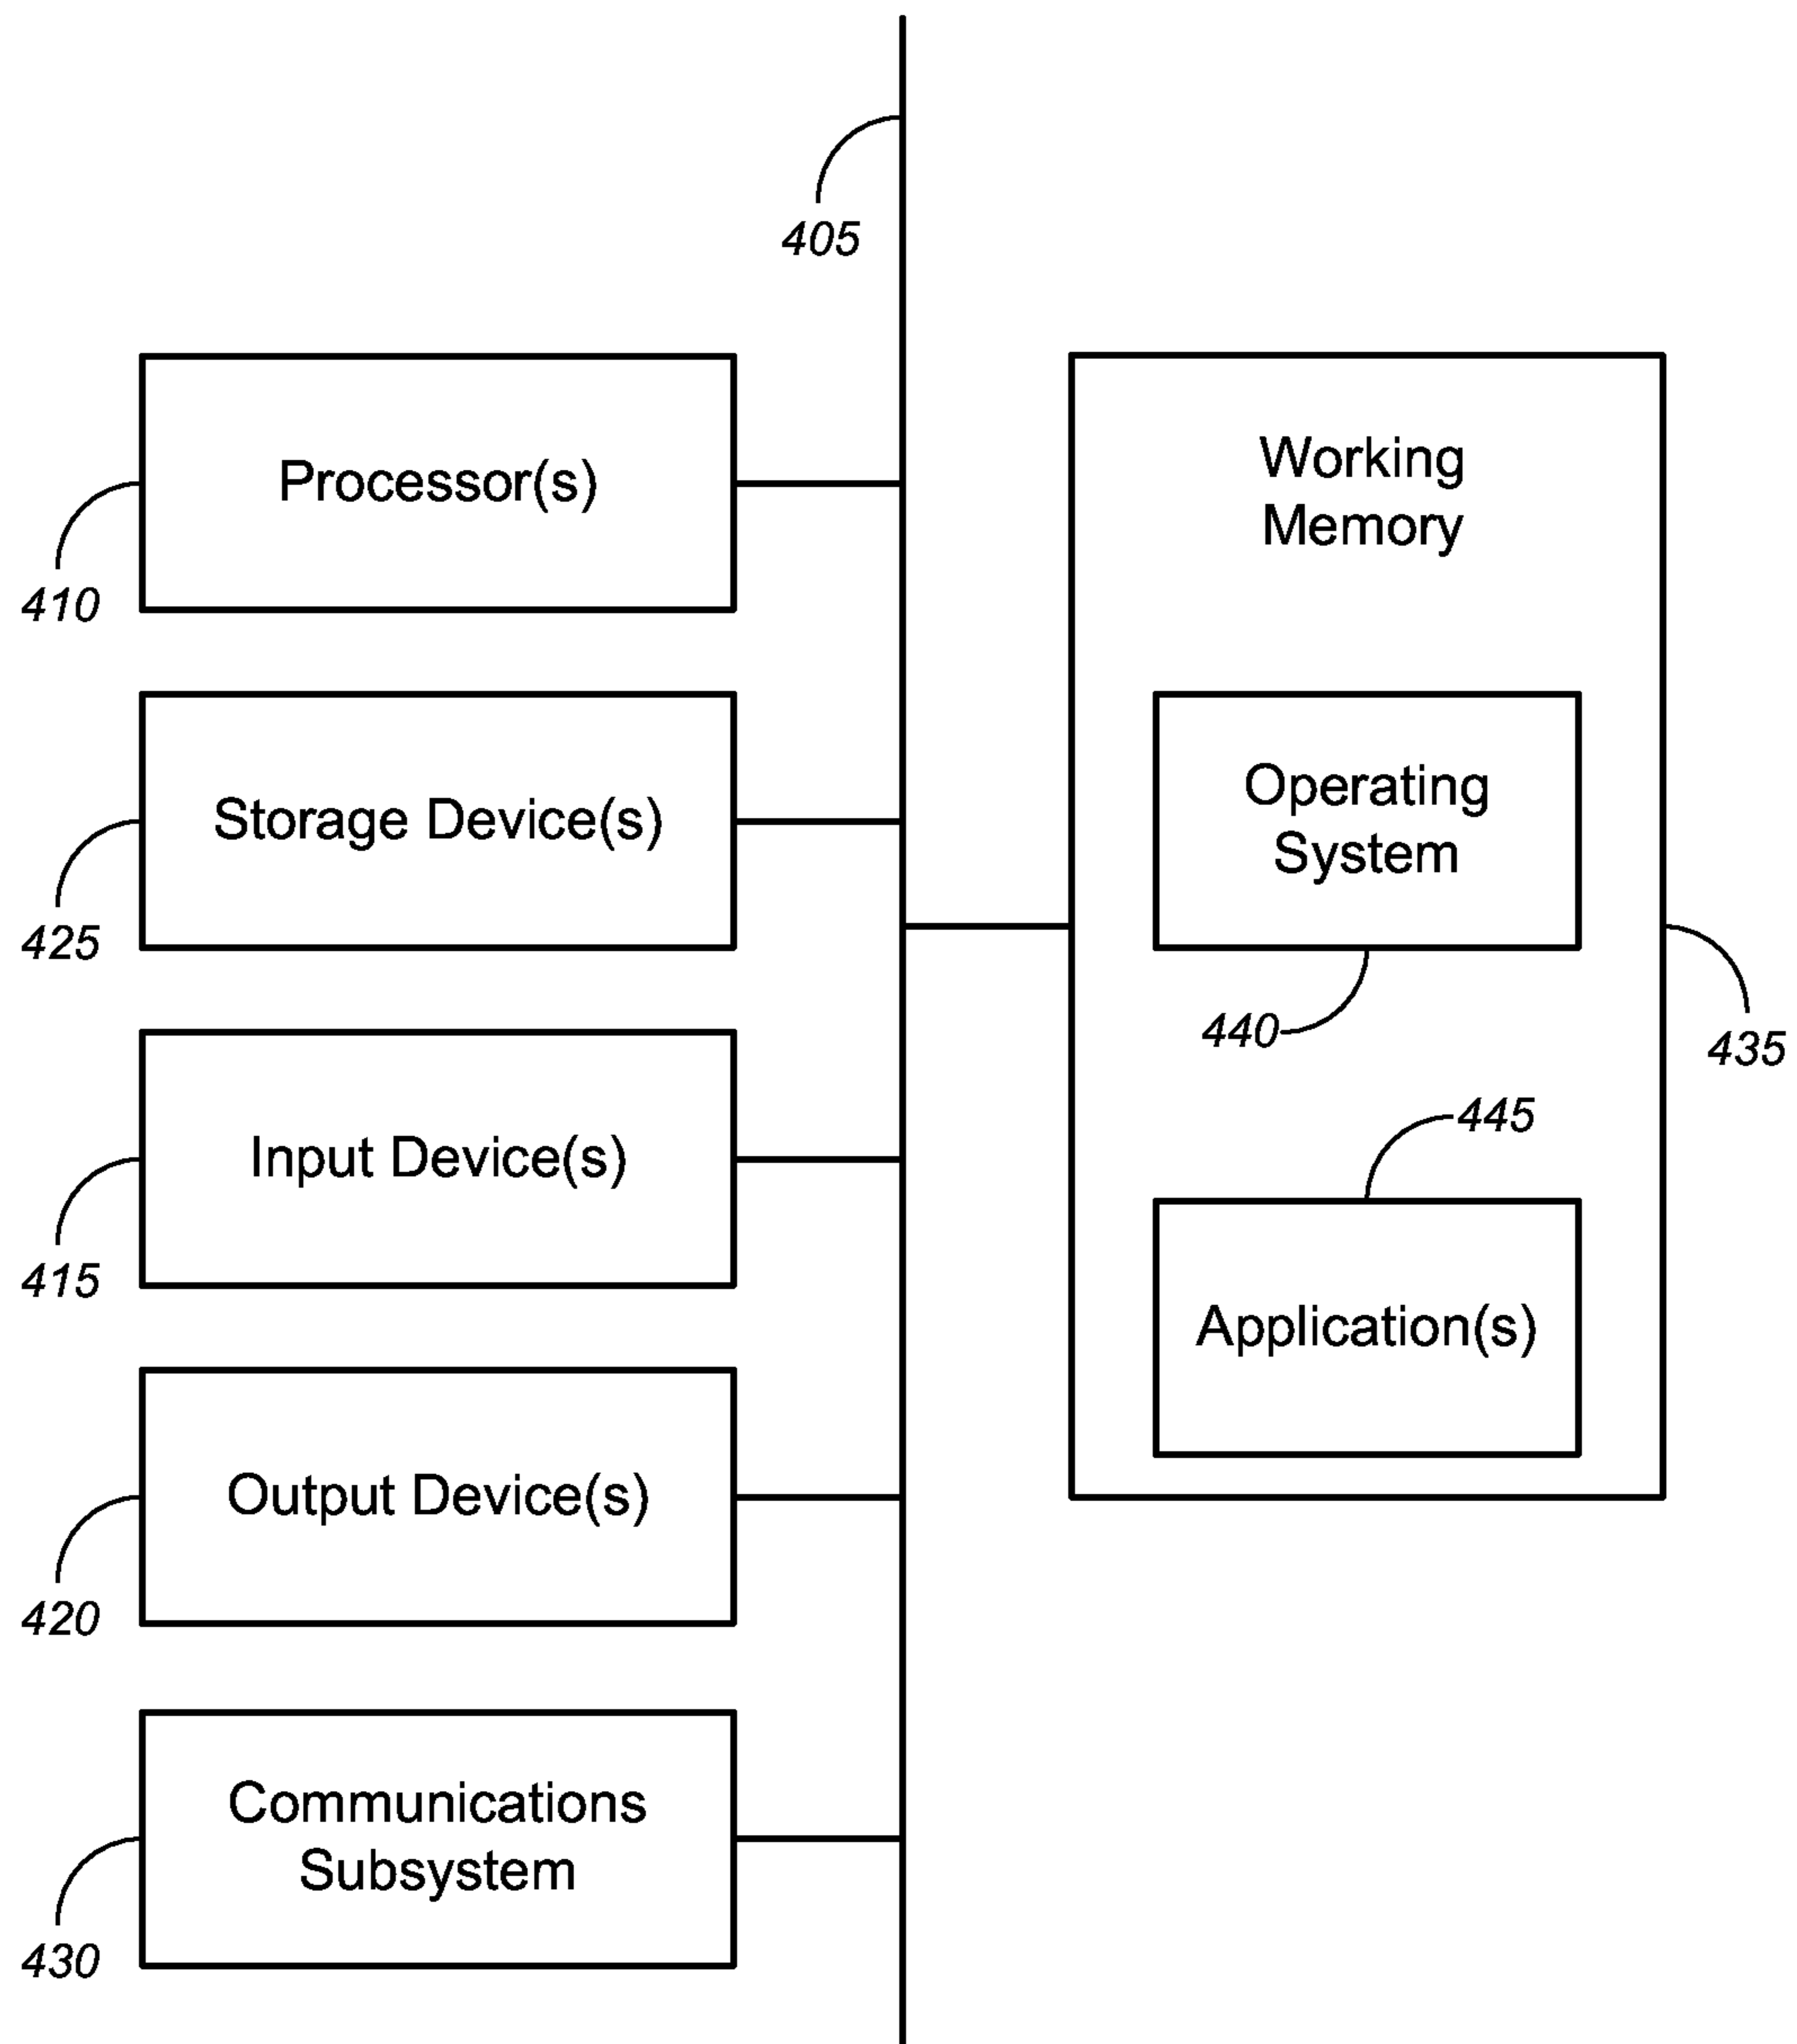 405
Processor(s)
410
Storage Device(s)
425
Input Device(s)
415
Output Device(s)
420
Communications
Subsystem
430
Working
Memory
Operating
System
440
435
445
Application(s)